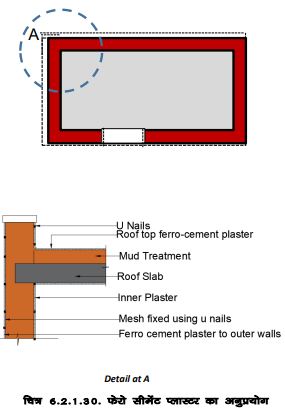 A
U Nails
Roof top ferro-cement plaster
Mud Treatment
Roof Slab
Inner Plaster
Mesh fixed using u nails
Ferro cement plaster to outer walls
Detail at A
चित्र 6.2.1.30. फेरो सीमेंट प्लास्टर का अनुप्रयोग